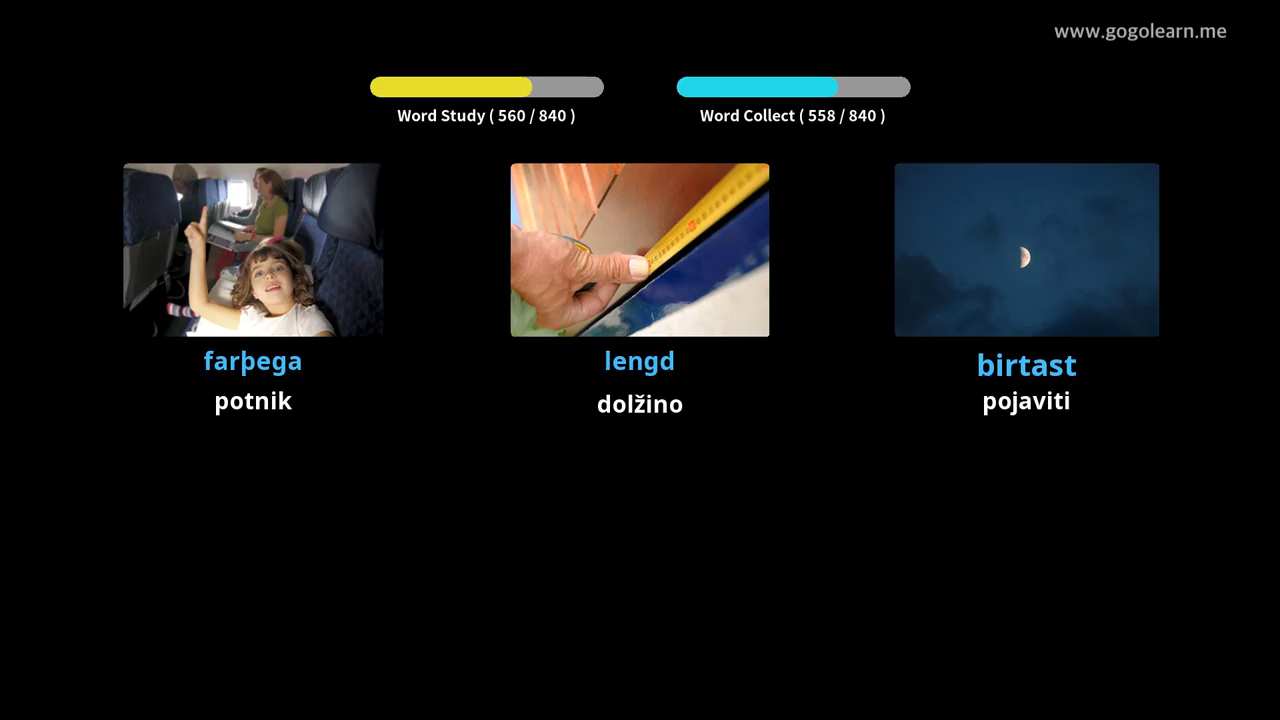 www.gogolearn.me
Word Study ( 560 / 840 )
Word Collect ( 558 / 840 )
farþega
potnik
lengd
dolžino
birtast
pojaviti